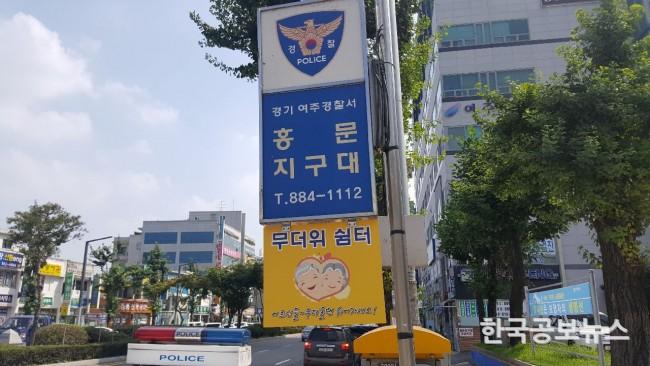 경 찰
POLICE
경기 여주경찰서
홍 문
지구대
T.884-1112
무더위 쉼터
POLICE
POLICE
한국공보뉴스